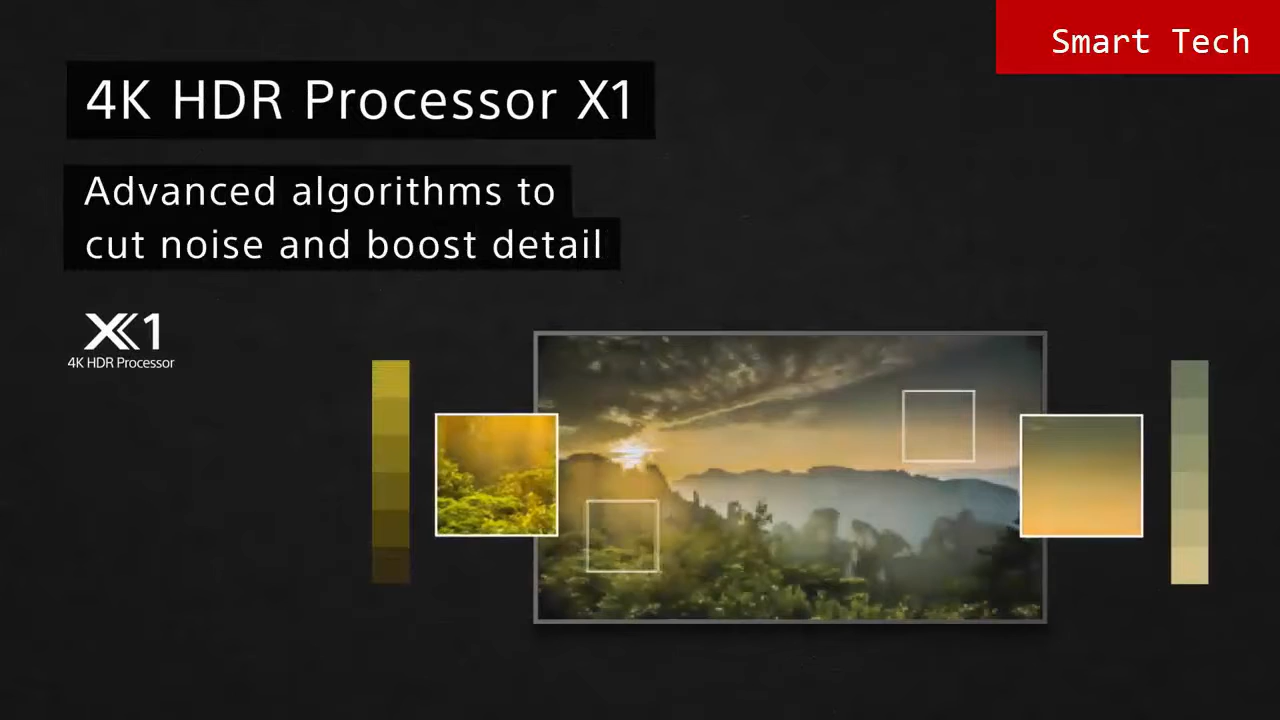 Smart Tech
4K HDR Processor X1
Advanced algorithms to
cut noise and boost detail
X1
4K HDR Processor